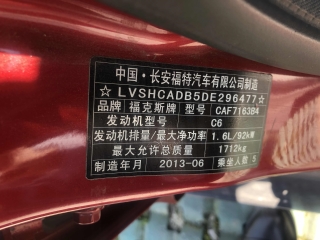 中国·长安福特汽车有限公司制造
☆LVSHCADB5DE296477☆
品牌 福克斯牌 型号 CAF7163B4
发动机型号 C6
发动机排量/最大净功率 1.6L/92kW
最大允许总质量 1712kg
制造年月 2013-06 乘坐人数 5